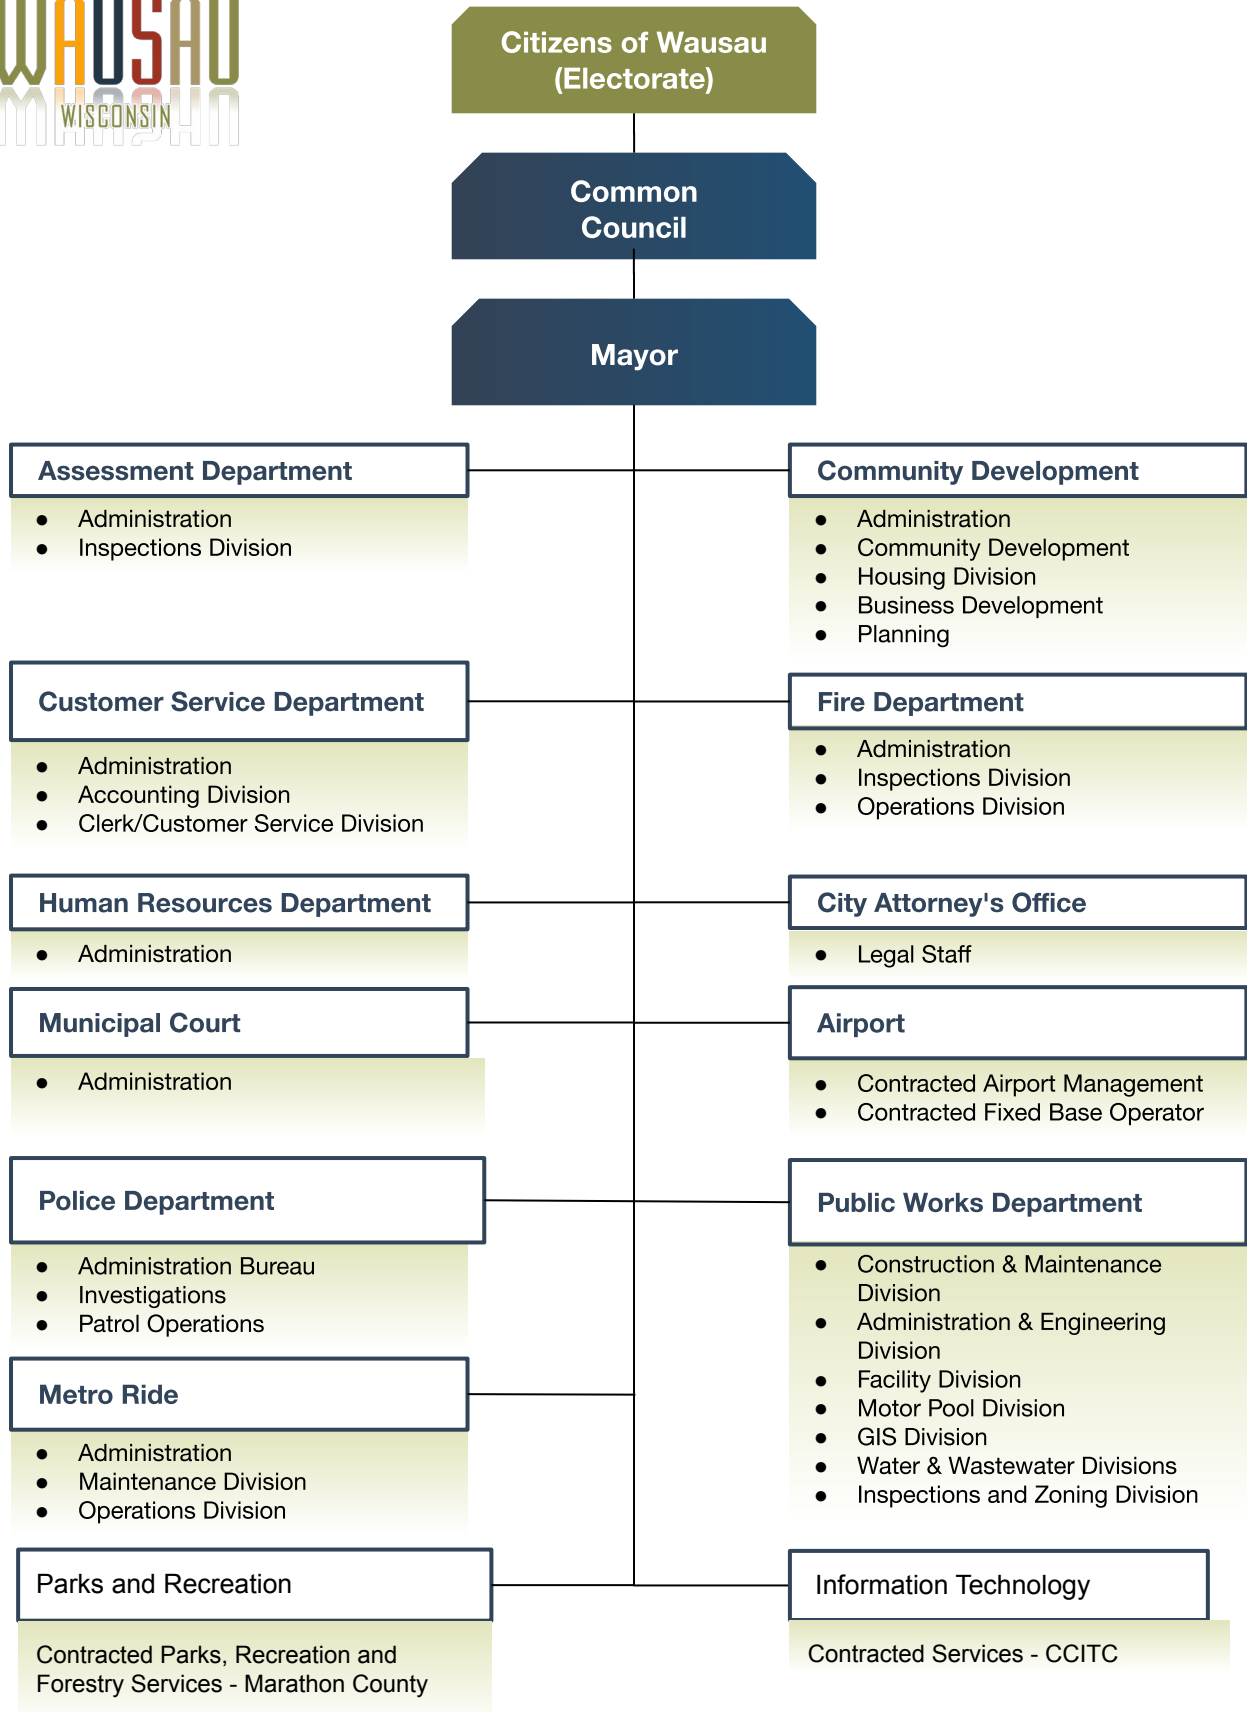 WAUSAU
WISCONSIN
Citizens of Wausau
(Electorate)
Common
Council
Mayor
Assessment Department
● Administration
● Inspections Division
Community Development
● Administration
● Community Development
● Housing Division
● Business Development
● Planning
Customer Service Department
● Administration
● Accounting Division
● Clerk/Customer Service Division
Fire Department
● Administration
● Inspections Division
● Operations Division
Human Resources Department
● Administration
City Attorney's Office
● Legal Staff
Municipal Court
● Administration
Airport
● Contracted Airport Management
● Contracted Fixed Base Operator
Police Department
● Administration Bureau
● Investigations
● Patrol Operations
Public Works Department
● Construction & Maintenance
Division
● Administration & Engineering
Division
● Facility Division
● Motor Pool Division
● GIS Division
● Water & Wastewater Divisions
● Inspections and Zoning Division
Metro Ride
● Administration
● Maintenance Division
● Operations Division
Parks and Recreation
Contracted Parks, Recreation and
Forestry Services - Marathon County
Information Technology
Contracted Services - CCITC